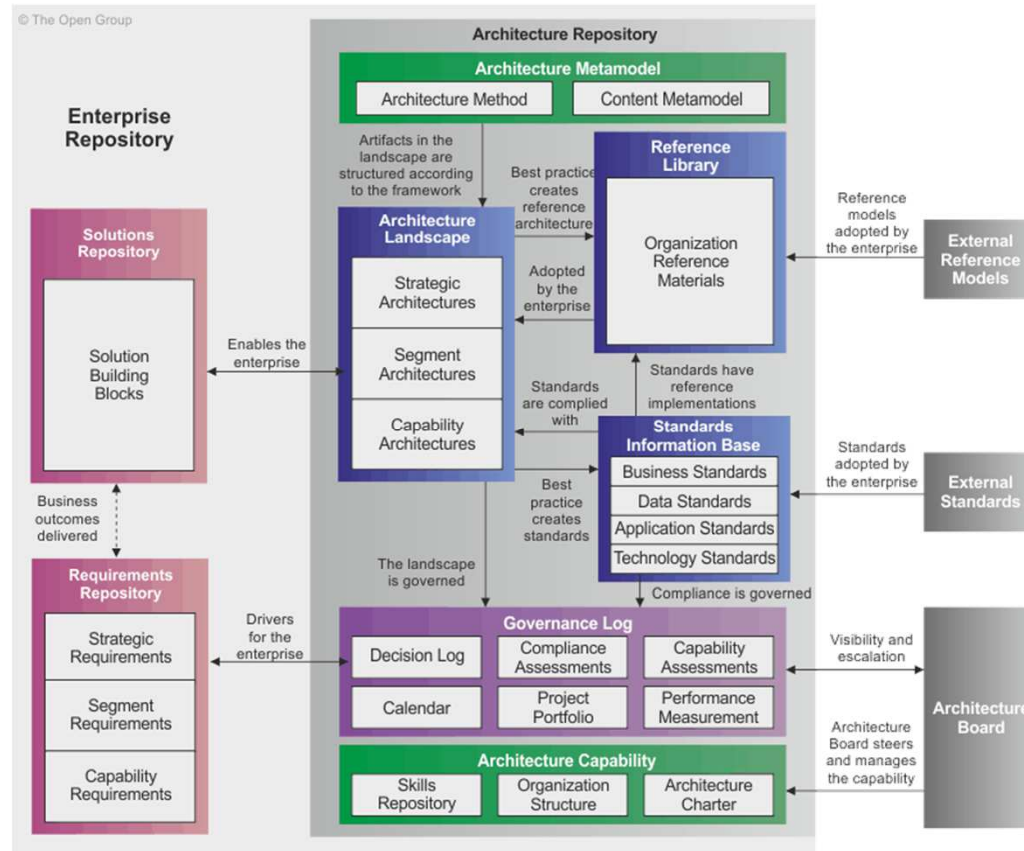 © The Open Group
Architecture Repository
Architecture Metamodel
Architecture Method
Content Metamodel
Enterprise
Repository
Artifacts in the
landscape are
structured according
to the framework
Best practice
creates
reference
architecture
Reference
Library
Organization
Reference
Materials
Reference
models
adopted by
the enterprise
External
Reference
Models
Solutions
Repository
Solution
Building
Blocks
Enables the
enterprise
Architecture
Landscape
Strategic
Architectures
Segment
Architectures
Capability
Architectures
Adopted
by the
enterprise
Standards have
reference
implementations
Standards
are complied
with
Standards
Information Base
Business Standards
Data Standards
Application Standards
Technology Standards
Standards
adopted by
the enterprise
External
Standards
Best
practice
creates
standards
Business
outcomes
delivered
The landscape
is governed
Compliance is governed
Requirements
Repository
Strategic
Requirements
Segment
Requirements
Capability
Requirements
Drivers
for the
enterprise
Governance Log
Decision Log
Compliance
Assessments
Capability
Assessments
Calendar
Project
Portfolio
Performance
Measurement
Visibility and
escalation
Architecture
Board
Architecture
Board steers
and manages
the capability
Architecture Capability
Skills
Repository
Organization
Structure
Architecture
Charter